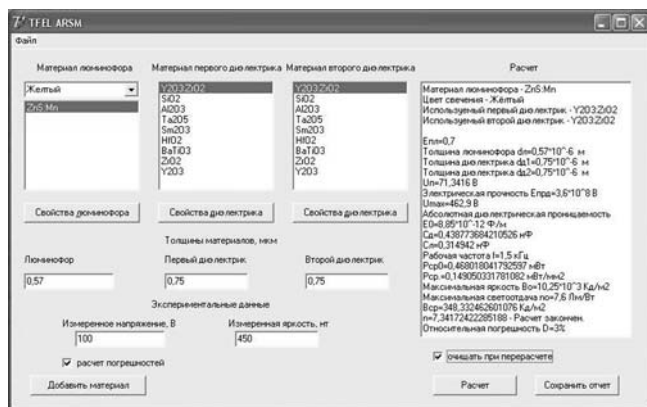 TFEL ARSM
Файл
Материал люминофора
Материал первого диэлектрика
Материал второго диэлектрика
Расчет
Желтый
ZnS:Mn
Y2O3:ZrO2
SiO2
Al2O3
Ta2O5
Sm2O3
HfO2
BaTiO3
ZrO2
Y2O3
Y2O3:ZrO2
SiO2
Al2O3
Ta2O5
Sm2O3
HfO2
BaTiO3
ZrO2
Y2O3
Материал люминофора - ZnS:Mn
Цвет свечения - Жёлтый
Используемый первый диэлектрик - Y2O3:ZrO2
Используемый второй диэлектрик - Y2O3:ZrO2
Eпл=0,7
Толщина люминофора dл=0,57*10^-6 м
Толщина диэлектрика dд1=0,75*10^-6 м
Толщина диэлектрика dд2=0,75*10^-6 м
Uп=71,3416 В
Электрическая прочность Eпрд=3,6*10^8 В
Umax=462,9 В
Абсолютная диэлектрическая проницаемость
E0=8,85*10^-12 Ф/м
Cд=0,438773684210526 нФ
Cл=0,314942 нФ
Рабочая частота f=1,5 кГц
Pср0=0,468018041792597 мВт
Pср.=0,149050331781082 мВт/мм2
Максимальная яркость Bo=10,25*10^3 Кд/м2
Максимальная светоотдача no=7,6 Лм/Вт
Bср=348,332462601076 Кд/м2
n=7,34172422285188 - Расчет закончен.
Относительная погрешность D=3%
Свойства люминофора
Свойства диэлектрика
Свойства диэлектрика
Толщины материалов, мкм
Люминофор
Первый диэлектрик
Второй диэлектрик
0,57
0,75
0,75
Экспериментальные данные
Измеренное напряжение, В
Измеренная яркость, нт
100
450
расчет погрешностей
очищать при перерасчете
Добавить материал
Расчет
Сохранить отчет